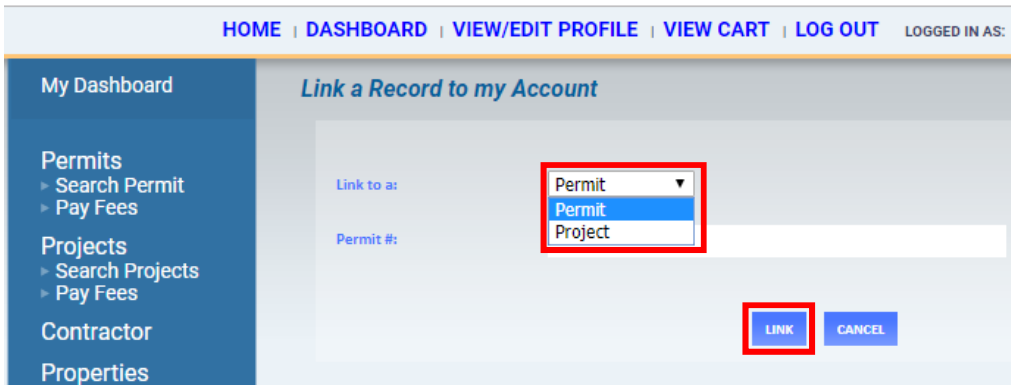 HOME | DASHBOARD | VIEW/EDIT PROFILE | VIEW CART | LOG OUT LOGGED IN AS:
My Dashboard
Permits
Search Permit
Pay Fees
Projects
Search Projects
Pay Fees
Contractor
Properties
Link a Record to my Account
Link to a: Permit
Permit
Project
Permit #:
LINK CANCEL